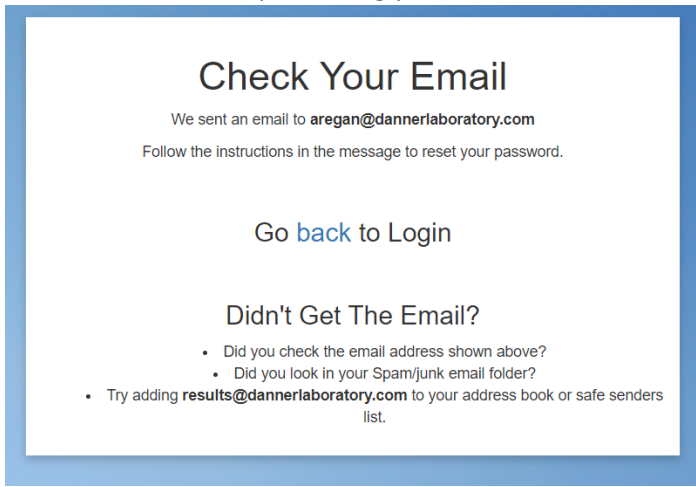 Check Your Email
We sent an email to aregan@dannerlaboratory.com
Follow the instructions in the message to reset your password.
Go back to Login
Didn't Get The Email?
• Did you check the email address shown above?
• Did you look in your Spam/junk email folder?
• Try adding results@dannerlaboratory.com to your address book or safe senders
list.